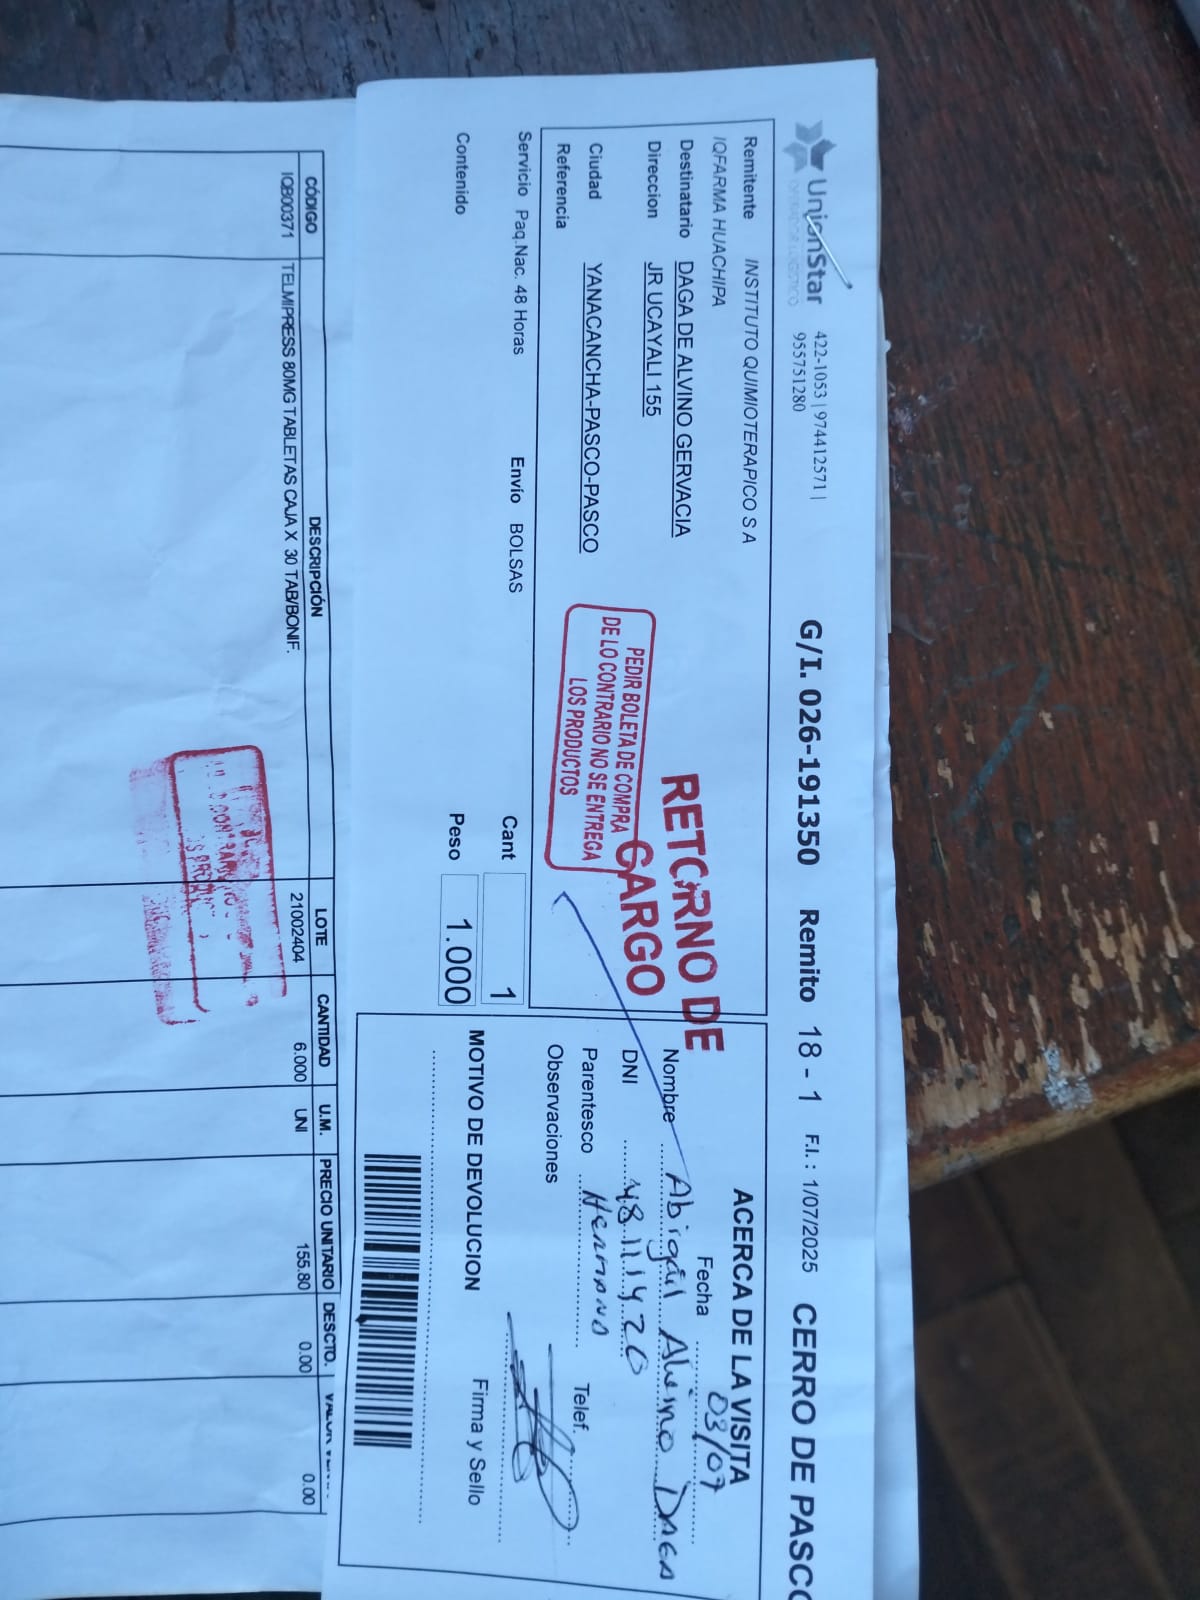 UnionStar
OPERADOR LOGISTICO
422-1053 | 974412571 |
955751280
G/I. 026-191350 Remito 18 - 1 F.I.: 1/07/2025 CERRO DE PASCO
Remitente INSTITUTO QUIMIOTERAPICO S A
IQFARMA HUACHIPA
Destinatario DAGA DE ALVINO GERVACIA
Direccion JR UCAYALI 155
Ciudad YANACANCHA-PASCO-PASCO
Referencia
RETORNO DE
CARGO
PEDIR BOLETA DE COMPRA
DE LO CONTRARIO NO SE ENTREGA
LOS PRODUCTOS
Servicio Paq.Nac. 48 Horas Envío BOLSAS Cant 1
Contenido Peso 1.000
ACERCA DE LA VISITA
Fecha 03/07
Nombre Abigail Alvino Daga
DNI 48111420
Parentesco Hermano Telef.
Observaciones
MOTIVO DE DEVOLUCION Firma y Sello
CÓDIGO DESCRIPCIÓN LOTE CANTIDAD U.M. PRECIO UNITARIO DESCTO.
IQB00371 TELMIPRESS 80MG TABLETAS CAJA X 30 TAB/BONIF. 21002404 6.000 UNI 155.80 0.00 0.00